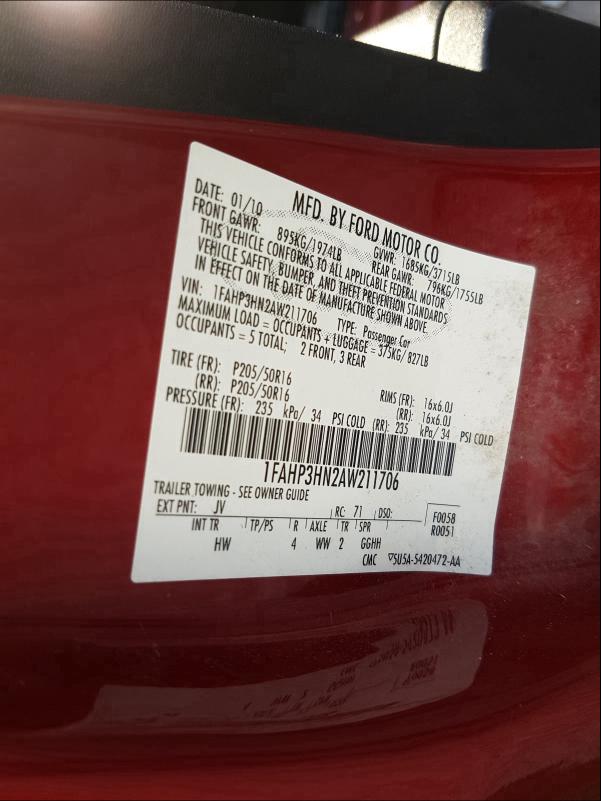 MFD. BY FORD MOTOR CO.
DATE: 01/10 GVWR: 1685KG/3715LB
FRONT GAWR: 895KG/1974LB REAR GAWR: 796KG/1755LB
THIS VEHICLE CONFORMS TO ALL APPLICABLE FEDERAL MOTOR
VEHICLE SAFETY, BUMPER, AND THEFT PREVENTION STANDARDS
IN EFFECT ON THE DATE OF MANUFACTURE SHOWN ABOVE.
VIN: 1FAHP3HN2AW211706 TYPE: Passenger Car
MAXIMUM LOAD = OCCUPANTS + LUGGAGE = 375KG/ 827LB
OCCUPANTS = 5 TOTAL; 2 FRONT, 3 REAR
TIRE (FR): P205/50R16 RIMS (FR): 16x6.0J
(RR): P205/50R16 (RR): 16x6.0J
PRESSURE (FR): 235 kPa/ 34 PSI COLD (RR): 235 kPa/ 34 PSI COLD
1FAHP3HN2AW211706
TRAILER TOWING - SEE OWNER GUIDE
EXT PNT: JV RC: 71 DSO: F0058
R0051
INT TR TP/PS R AXLE TR SPR
HW 4 WW 2 GGHH
CMC ▽5U5A-5420472-AA